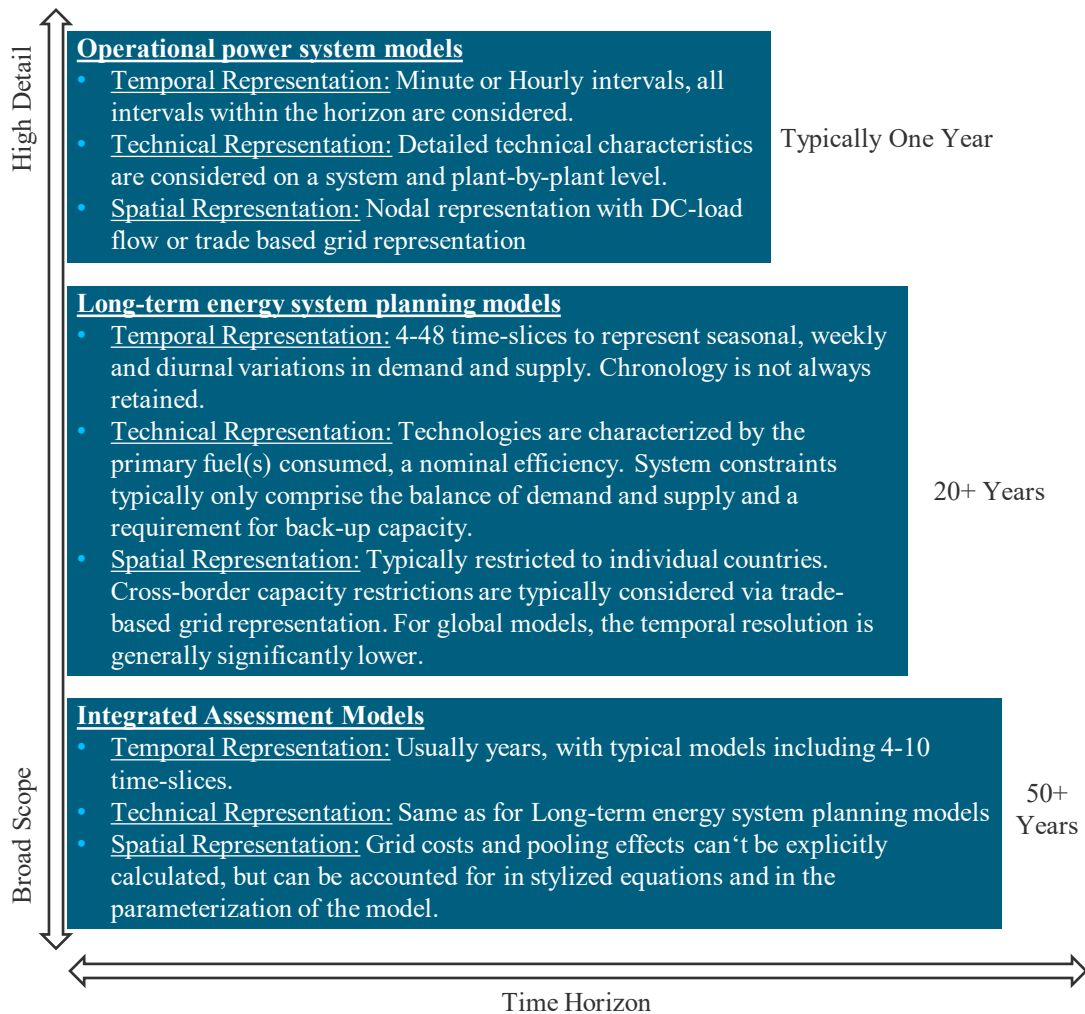 High Detail
Operational power system models
• Temporal Representation: Minute or Hourly intervals, all
intervals within the horizon are considered.
• Technical Representation: Detailed technical characteristics
are considered on a system and plant-by-plant level.
• Spatial Representation: Nodal representation with DC-load
flow or trade based grid representation
Typically One Year
Long-term energy system planning models
• Temporal Representation: 4-48 time-slices to represent seasonal, weekly
and diurnal variations in demand and supply. Chronology is not always
retained.
• Technical Representation: Technologies are characterized by the
primary fuel(s) consumed, a nominal efficiency. System constraints
typically only comprise the balance of demand and supply and a
requirement for back-up capacity.
• Spatial Representation: Typically restricted to individual countries.
Cross-border capacity restrictions are typically considered via trade-
based grid representation. For global models, the temporal resolution is
generally significantly lower.
20+ Years
Broad Scope
Integrated Assessment Models
• Temporal Representation: Usually years, with typical models including 4-10
time-slices.
• Technical Representation: Same as for Long-term energy system planning models
• Spatial Representation: Grid costs and pooling effects can‘t be explicitly
calculated, but can be accounted for in stylized equations and in the
parameterization of the model.
50+
Years
Time Horizon